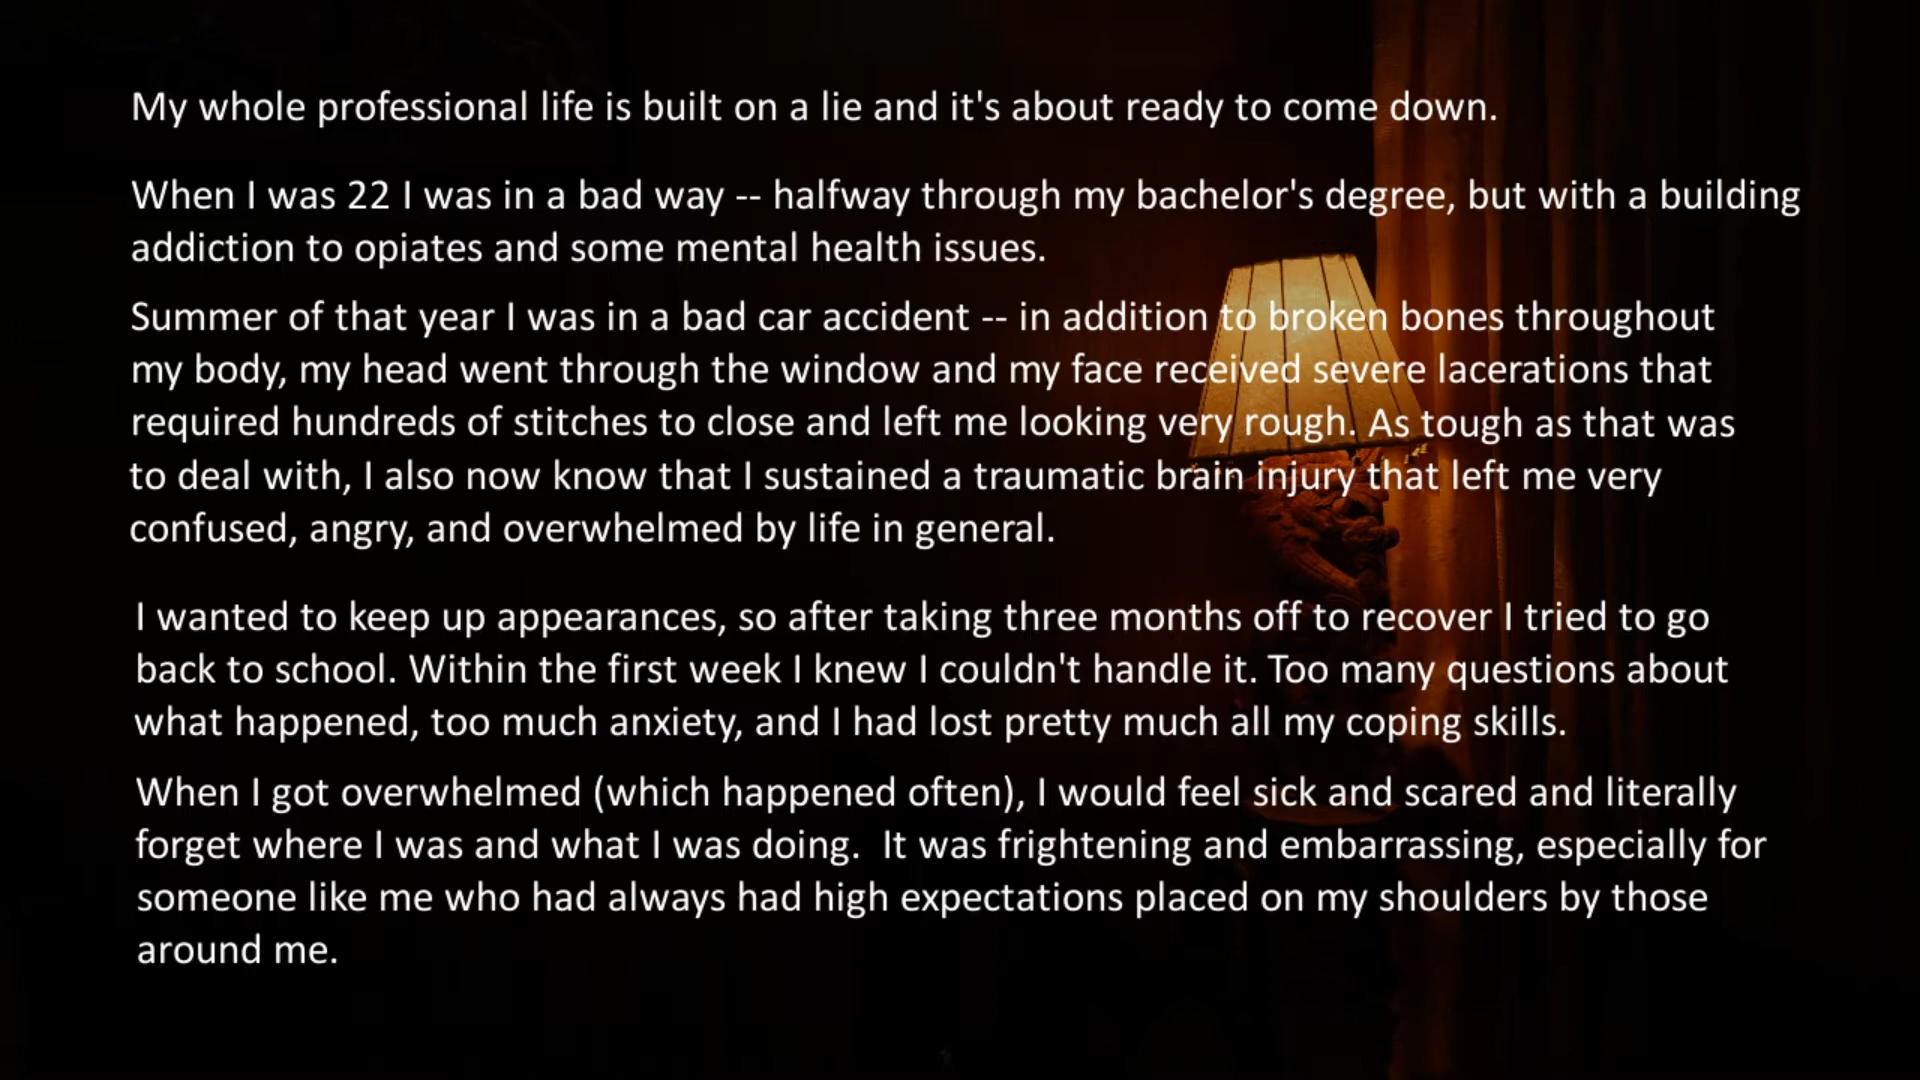 My whole professional life is built on a lie and it's about ready to come down.
When I was 22 I was in a bad way -- halfway through my bachelor's degree, but with a building
addiction to opiates and some mental health issues.
Summer of that year I was in a bad car accident -- in addition to broken bones throughout
my body, my head went through the window and my face received severe lacerations that
required hundreds of stitches to close and left me looking very rough. As tough as that was
to deal with, I also now know that I sustained a traumatic brain injury that left me very
confused, angry, and overwhelmed by life in general.
I wanted to keep up appearances, so after taking three months off to recover I tried to go
back to school. Within the first week I knew I couldn't handle it. Too many questions about
what happened, too much anxiety, and I had lost pretty much all my coping skills.
When I got overwhelmed (which happened often), I would feel sick and scared and literally
forget where I was and what I was doing.  It was frightening and embarrassing, especially for
someone like me who had always had high expectations placed on my shoulders by those
around me.